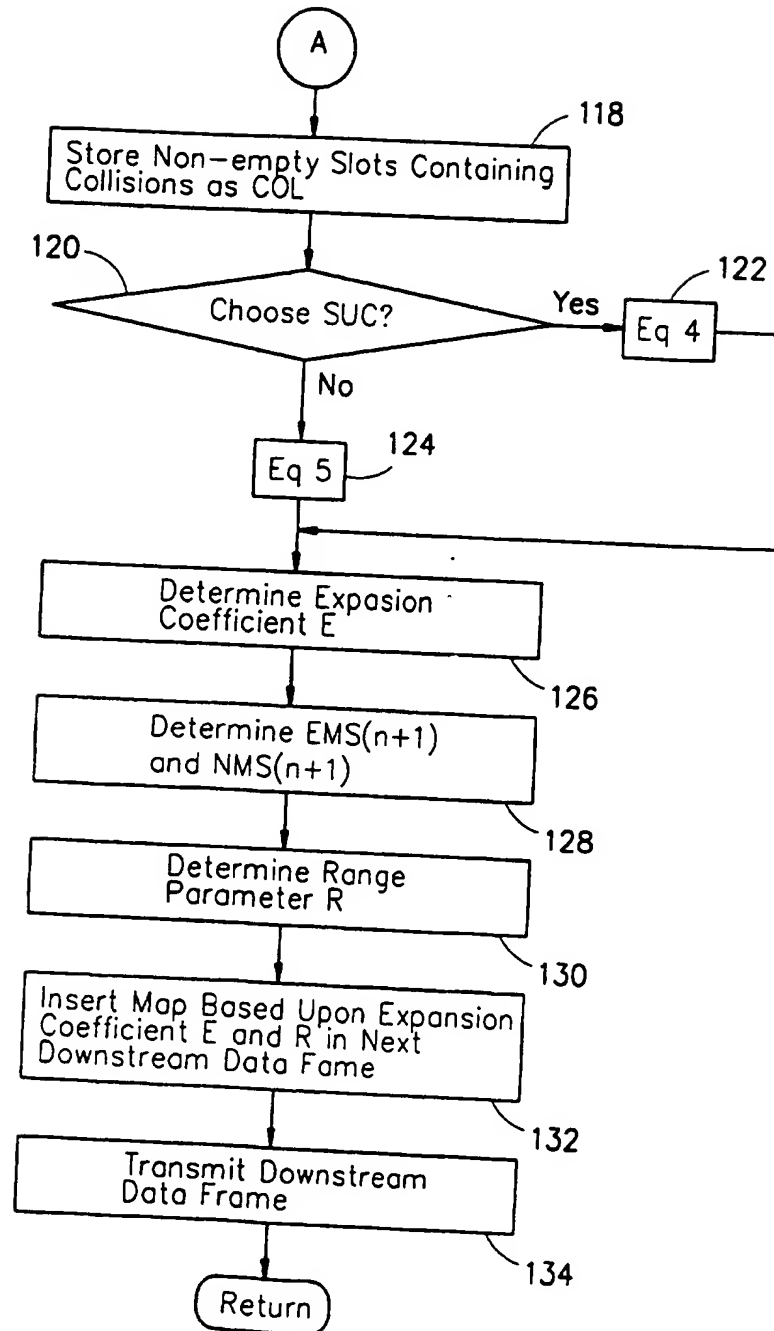 A
118
Store Non-empty Slots Containing
Collisions as COL
120
Choose SUC?
Yes
122
Eq 4
No
124
Eq 5
Determine Expasion
Coefficient E
126
Determine EMS(n+1)
and NMS(n+1)
128
Determine Range
Parameter R
130
Insert Map Based Upon Expansion
Coefficient E and R in Next
Downstream Data Fame
132
Transmit Downstream
Data Frame
134
Return